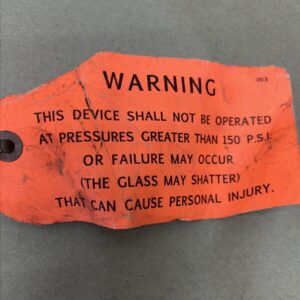 WARNING
THIS DEVICE SHALL NOT BE OPERATED
AT PRESSURES GREATER THAN 150 P.S.I.
OR FAILURE MAY OCCUR
(THE GLASS MAY SHATTER)
THAT CAN CAUSE PERSONAL INJURY.